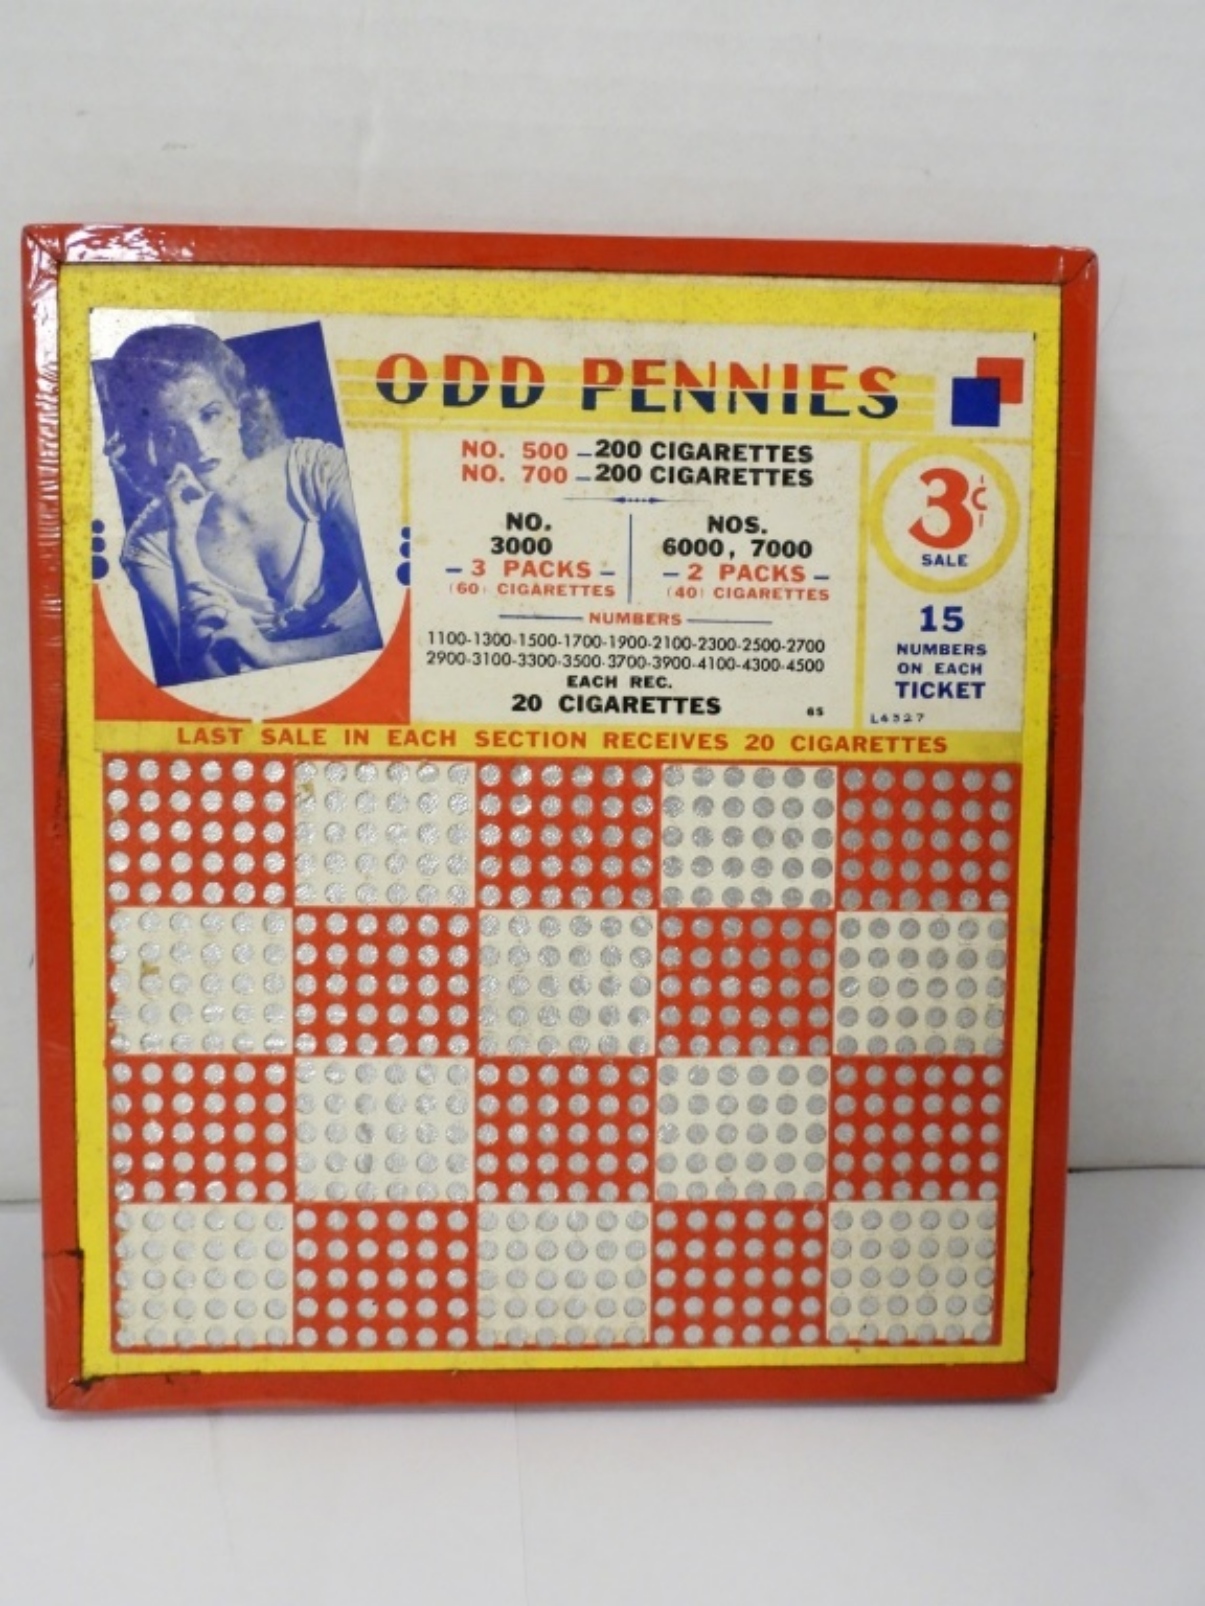 ODD PENNIES
NO. 500 - 200 CIGARETTES
NO. 700 - 200 CIGARETTES
NO.
3000
- 3 PACKS -
(60) CIGARETTES
NOS.
6000, 7000
- 2 PACKS -
(40) CIGARETTES
NUMBERS
1100-1300-1500-1700-1900-2100-2300-2500-2700
2900-3100-3300-3500-3700-3900-4100-4300-4500
EACH REC.
20 CIGARETTES
6S
3¢
SALE
15
NUMBERS
ON EACH
TICKET
L4527
LAST SALE IN EACH SECTION RECEIVES 20 CIGARETTES